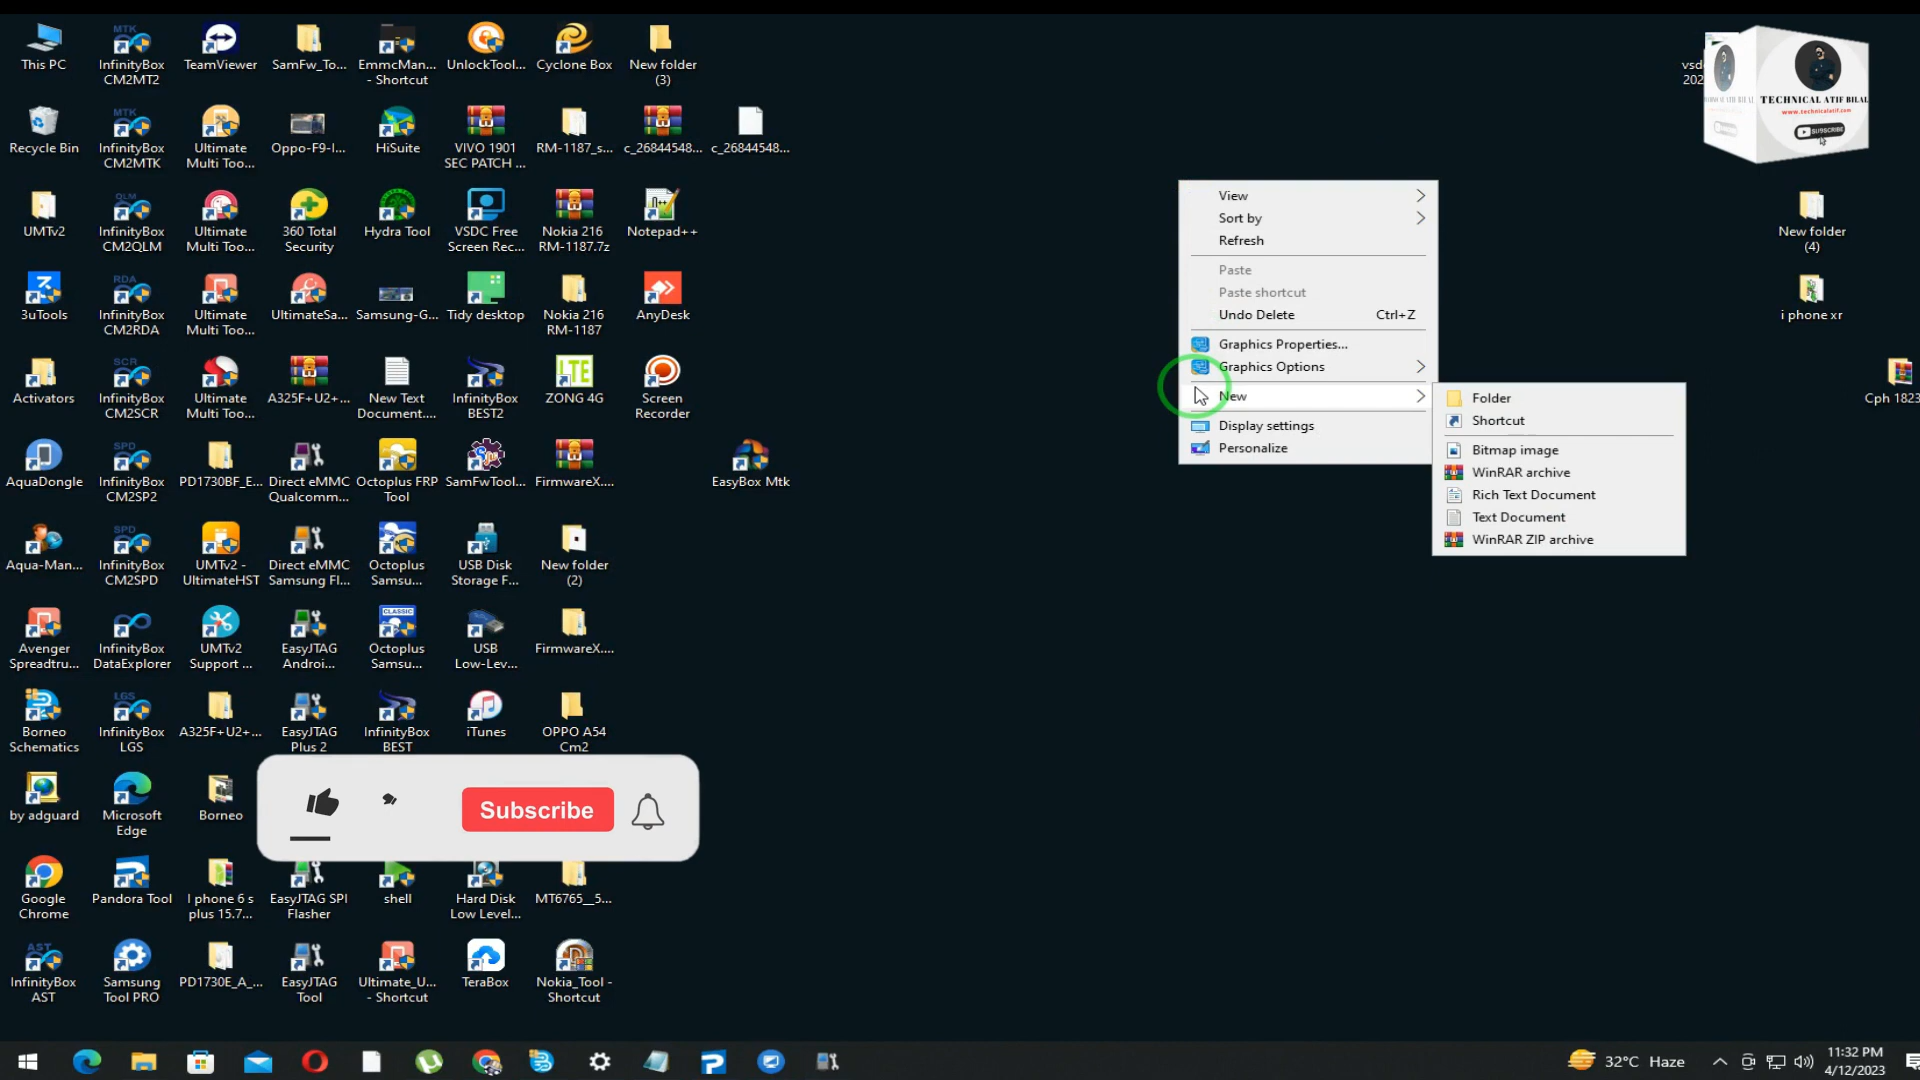 This PC
InfinityBox
CM2MT2
TeamViewer
SamFw_To...
EmmcMan...
- Shortcut
UnlockTool...
Cyclone Box
New folder
(3)
Recycle Bin
InfinityBox
CM2MTK
Ultimate
Multi Too...
Oppo-F9-I...
HiSuite
VIVO 1901
SEC PATCH ...
RM-1187_s...
c_26844548...
c_26844548...
UMTv2
InfinityBox
CM2QLM
Ultimate
Multi Too...
360 Total
Security
Hydra Tool
VSDC Free
Screen Rec...
Nokia 216
RM-1187.7z
Notepad++
3uTools
InfinityBox
CM2RDA
Ultimate
Multi Too...
UltimateSa...
Samsung-G...
Tidy desktop
Nokia 216
RM-1187
AnyDesk
Activators
InfinityBox
CM2SCR
Ultimate
Multi Too...
A325F+U2+...
New Text
Document....
InfinityBox
BEST2
ZONG 4G
Screen
Recorder
AquaDongle
InfinityBox
CM2SP2
PD1730BF_E...
Direct eMMC
Qualcomm...
Octoplus FRP
Tool
SamFwTool...
FirmwareX....
EasyBox Mtk
Aqua-Man...
InfinityBox
CM2SPD
UMTv2 -
UltimateHST
Direct eMMC
Samsung Fl...
Octoplus
Samsu...
USB Disk
Storage F...
New folder
(2)
Avenger
Spreadtru...
InfinityBox
DataExplorer
UMTv2
Support ...
EasyJTAG
Androi...
Octoplus
Samsu...
USB
Low-Lev...
FirmwareX....
Borneo
Schematics
InfinityBox
LGS
A325F+U2+...
EasyJTAG
Plus 2
InfinityBox
BEST
iTunes
OPPO A54
Cm2
by adguard
Microsoft
Edge
Borneo
Subscribe
Google
Chrome
Pandora Tool
I phone 6 s
plus 15.7...
EasyJTAG SPI
Flasher
shell
Hard Disk
Low Level...
MT6765__5...
InfinityBox
AST
Samsung
Tool PRO
PD1730E_A_...
EasyJTAG
Tool
Ultimate_U...
- Shortcut
TeraBox
Nokia_Tool -
Shortcut
View
Sort by
Refresh
Paste
Paste shortcut
Undo Delete Ctrl+Z
Graphics Properties...
Graphics Options
New
Display settings
Personalize
Folder
Shortcut
Bitmap image
WinRAR archive
Rich Text Document
Text Document
WinRAR ZIP archive
TECHNICAL ATIF BILAL
www.technicalatif.com
SUBSCRIBE
New folder
(4)
i phone xr
Cph 1823
32°C Haze
11:32 PM
4/12/2023